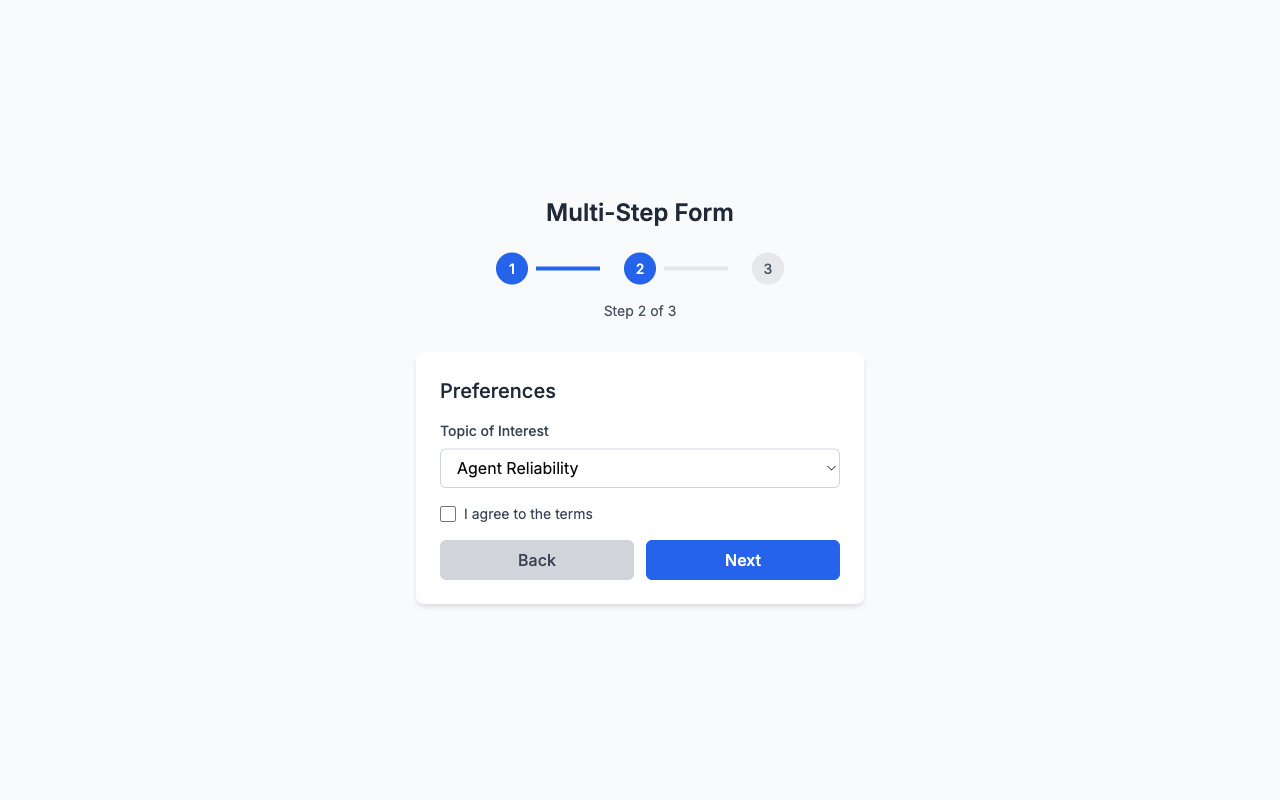 Multi-Step Form
1 2 3
Step 2 of 3
Preferences
Topic of Interest
Agent Reliability
I agree to the terms
Back Next